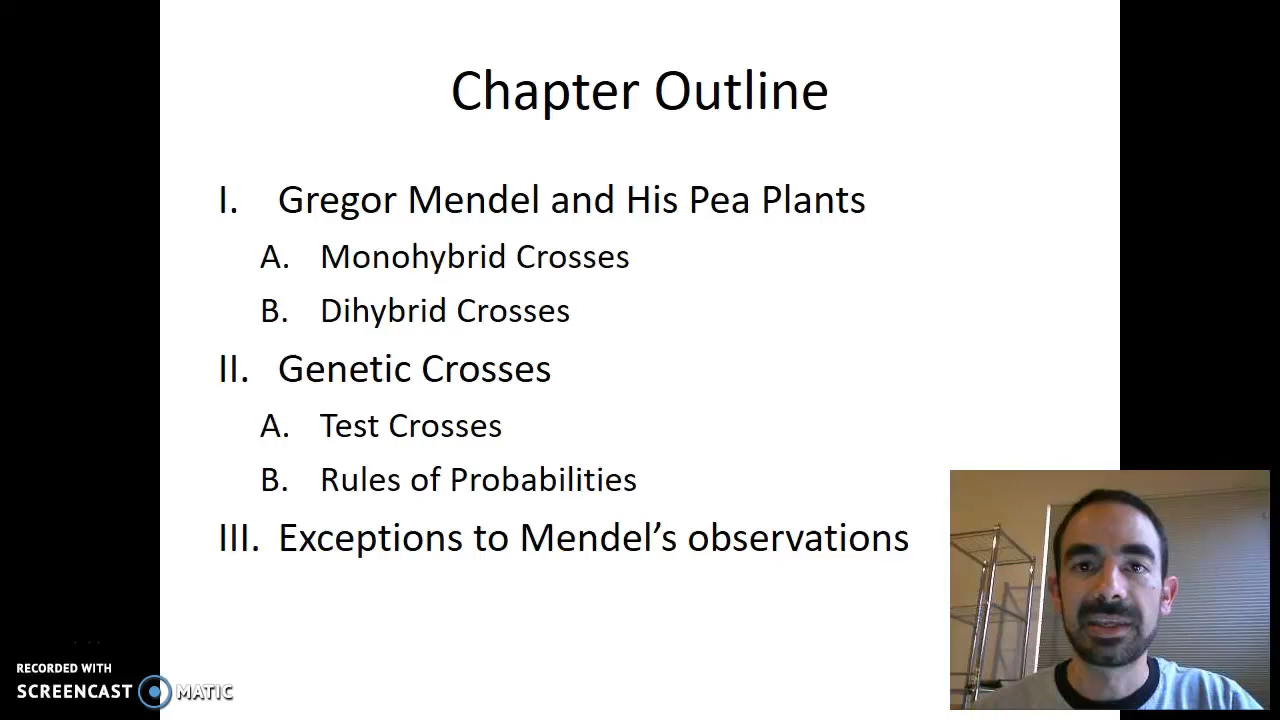 Chapter Outline
I. Gregor Mendel and His Pea Plants
A. Monohybrid Crosses
B. Dihybrid Crosses
II. Genetic Crosses
A. Test Crosses
B. Rules of Probabilities
III. Exceptions to Mendel’s observations
RECORDED WITH
SCREENCAST MATIC